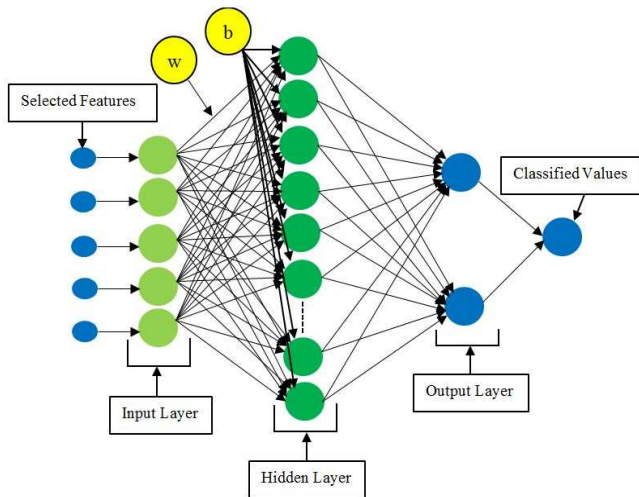 b
w
Selected Features
Classified Values
Input Layer
Output Layer
Hidden Layer